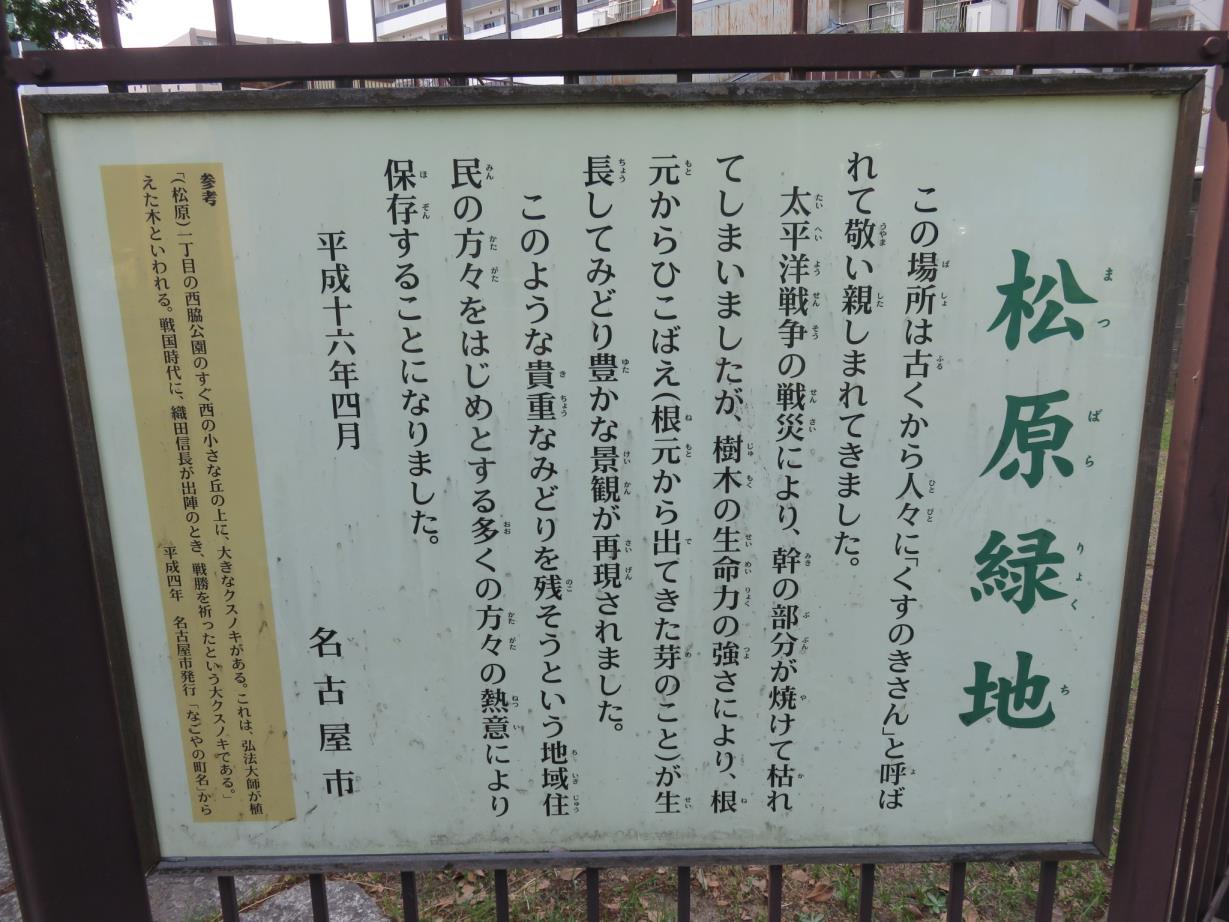 松原緑地
まつばらりょくち
この場所は古くから人々に「くすのきさん」と呼ば
れて敬い親しまれてきました。
太平洋戦争の戦災により、幹の部分が焼けて枯れ
てしまいましたが、樹木の生命力の強さにより、根
元からひこばえ(根元から出てきた芽のこと)が生
長してみどり豊かな景観が再現されました。
このような貴重なみどりを残そうという地域住
民の方々をはじめとする多くの方々の熱意により
保存することになりました。
平成十六年四月
名古屋市
参考
「(松原)一丁目の西脇公園のすぐ西の小さな丘の上に、大きなクスノキがある。これは、弘法大師が植
えた木といわれる。戦国時代に、織田信長が出陣のとき、戦勝を祈ったという大クスノキである。」
平成四年 名古屋市発行「なごやの町名」から